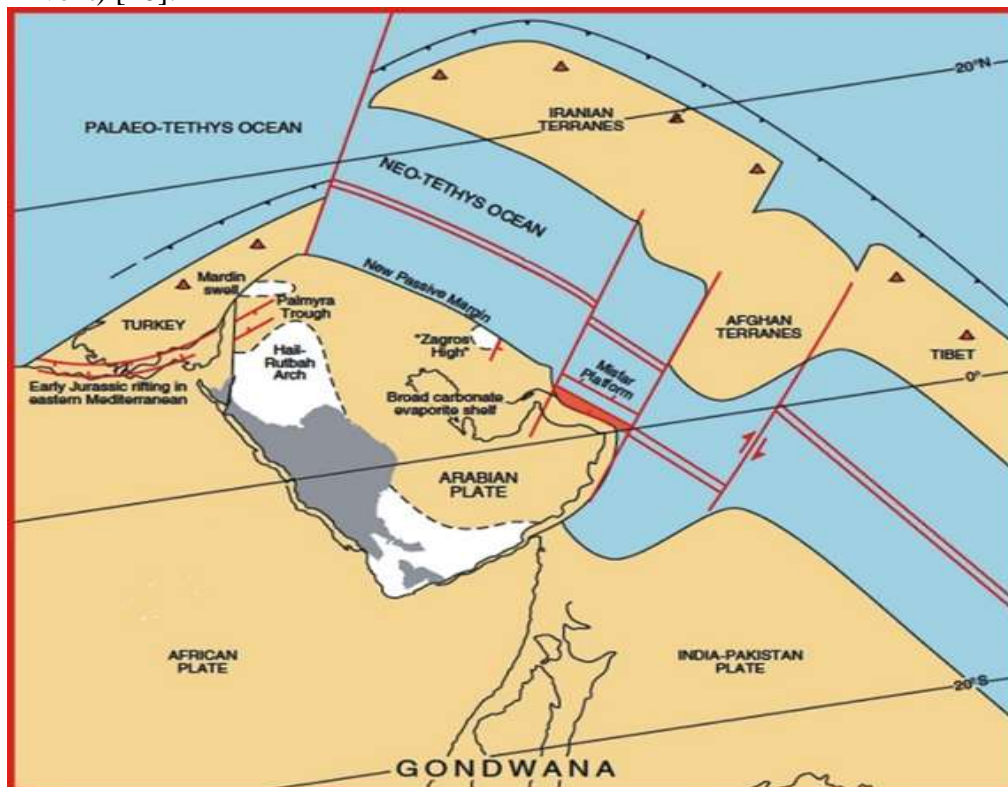 20°N
PALAEO-TETHYS OCEAN
IRANIAN
TERRANES
NEO-TETHYS OCEAN
Mardin
swell
New Passive Margin
TURKEY
Palmyra
Trough
"Zagros
High"
AFGHAN
TERRANES
TIBET
Hail-
Rutbah
Arch
Misfar
Platform
0°
Early Jurassic rifting in
eastern Mediterranean
Broad carbonate
evaporite shelf
ARABIAN
PLATE
AFRICAN
PLATE
INDIA-PAKISTAN
PLATE
20°S
GONDWANA